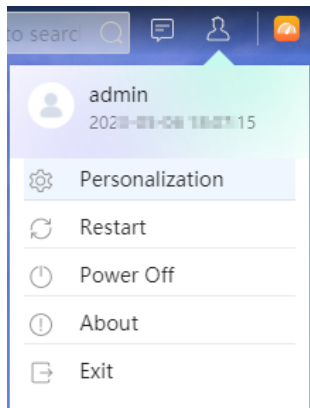 to searc
admin
Personalization
Restart
Power Off
About
Exit